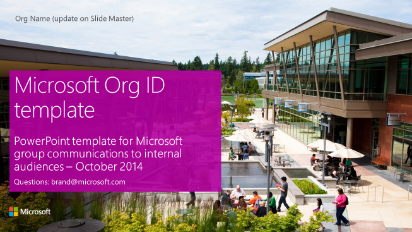 Org Name (update on Slide Master)
Microsoft Org ID
template
PowerPoint template for Microsoft
group communications to internal
audiences – October 2014
Questions: brand@microsoft.com
Microsoft